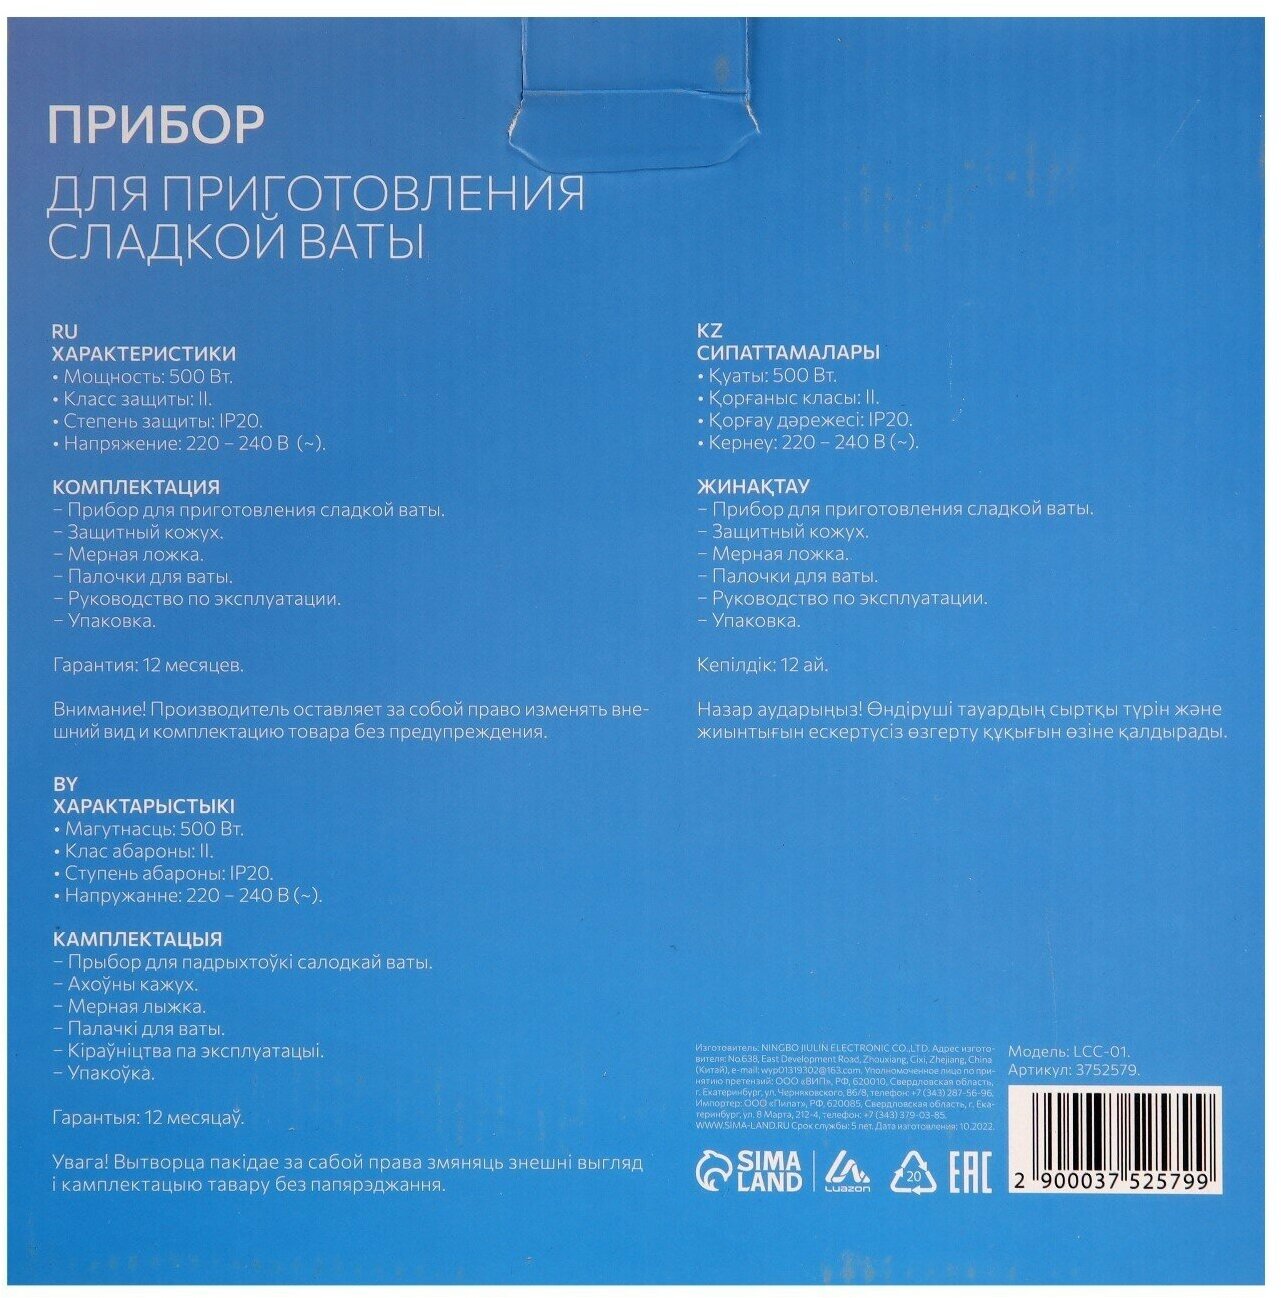 ПРИБОР
ДЛЯ ПРИГОТОВЛЕНИЯ
СЛАДКОЙ ВАТЫ
RU
ХАРАКТЕРИСТИКИ
• Мощность: 500 Вт.
• Класс защиты: II.
• Степень защиты: IP20.
• Напряжение: 220 – 240 В (~).
КОМПЛЕКТАЦИЯ
– Прибор для приготовления сладкой ваты.
– Защитный кожух.
– Мерная ложка.
– Палочки для ваты.
– Руководство по эксплуатации.
– Упаковка.
Гарантия: 12 месяцев.
Внимание! Производитель оставляет за собой право изменять вне-
шний вид и комплектацию товара без предупреждения.
BY
ХАРАКТАРЫСТЫКІ
• Магутнасць: 500 Вт.
• Клас абароны: II.
• Ступень абароны: IP20.
• Напружанне: 220 – 240 В (~).
КАМПЛЕКТАЦЫЯ
– Прыбор для падрыхтоўкі салодкай ваты.
– Ахоўны кажух.
– Мерная лыжка.
– Палачкі для ваты.
– Кіраўніцтва па эксплуатацыі.
– Упакоўка.
Гарантыя: 12 месяцаў.
Увага! Вытворца пакідае за сабой права змяняць знешні выгляд
і камплектацыю тавару без папярэджання.
KZ
СИПАТТАМАЛАРЫ
• Қуаты: 500 Вт.
• Қорғаныс класы: II.
• Қорғау дәрежесі: IP20.
• Кернеу: 220 – 240 В (~).
ЖИНАҚТАУ
– Прибор для приготовления сладкой ваты.
– Защитный кожух.
– Мерная ложка.
– Палочки для ваты.
– Руководство по эксплуатации.
– Упаковка.
Кепілдік: 12 ай.
Назар аударыңыз! Өндіруші тауардың сыртқы түрін және
жиынтығын ескертусіз өзгерту құқығын өзіне қалдырады.
Изготовитель: NINGBO JIULIN ELECTRONIC CO.,LTD. Адрес изгото-
вителя: No.638, East Development Road, Zhouxiang, Cixi, Zhejiang, China
(Китай), e-mail: wyp01319302@163.com. Уполномоченное лицо по при-
нятию претензий: ООО «ВИП», РФ, 620010, Свердловская область,
г. Екатеринбург, ул. Черняховского, 86/8, телефон: +7 (343) 287-56-96.
Импортер: ООО «Пилат», РФ, 620085, Свердловская область, г. Ека-
теринбург, ул. 8 Марта, 212-4, телефон: +7 (343) 379-03-85.
WWW.SIMA-LAND.RU Срок службы: 5 лет. Дата изготовления: 10.2022.
Модель: LCC-01.
Артикул: 3752579.
SIMA
LAND
Luazon
20
EAC
2 900037 525799